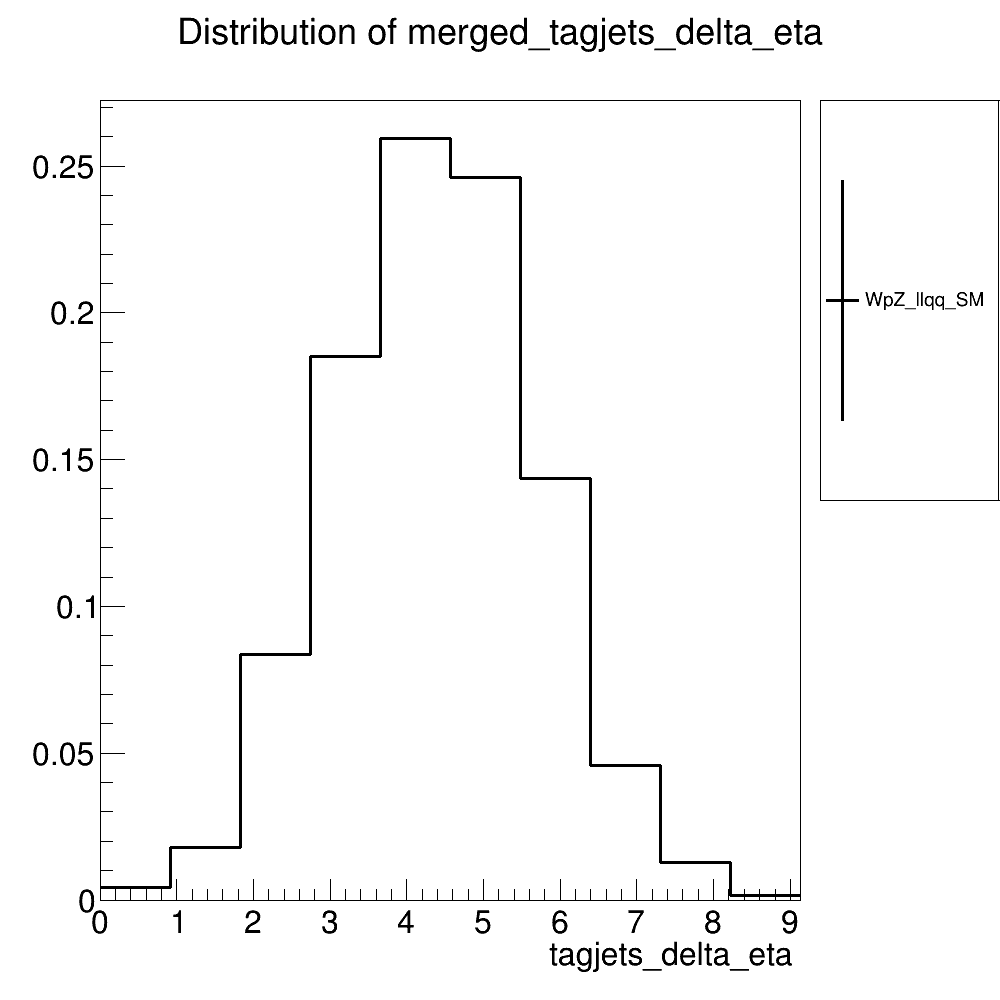 Distribution of merged_tagjets_delta_eta
0.25
0.2
0.15
0.1
0.05
0
0 1 2 3 4 5 6 7 8 9
tagjets_delta_eta
WpZ_llqq_SM